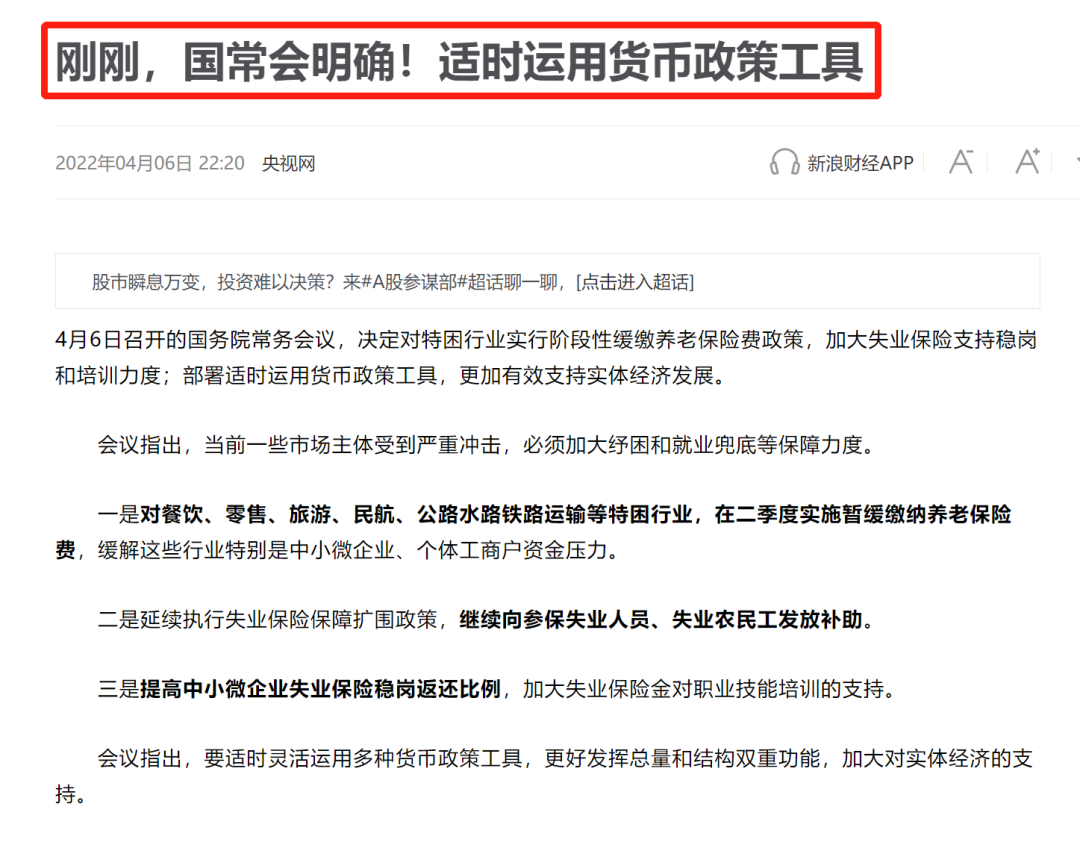 刚刚，国常会明确！适时运用货币政策工具
2022年04月06日 22:20 央视网
新浪财经APP A- A+
股市瞬息万变，投资难以决策？来#A股参谋部#超话聊一聊，[点击进入超话]
4月6日召开的国务院常务会议，决定对特困行业实行阶段性缓缴养老保险费政策，加大失业保险支持稳岗
和培训力度；部署适时运用货币政策工具，更加有效支持实体经济发展。
会议指出，当前一些市场主体受到严重冲击，必须加大纾困和就业兜底等保障力度。
一是对餐饮、零售、旅游、民航、公路水路铁路运输等特困行业，在二季度实施暂缓缴纳养老保险
费，缓解这些行业特别是中小微企业、个体工商户资金压力。
二是延续执行失业保险保障扩围政策，继续向参保失业人员、失业农民工发放补助。
三是提高中小微企业失业保险稳岗返还比例，加大失业保险金对职业技能培训的支持。
会议指出，要适时灵活运用多种货币政策工具，更好发挥总量和结构双重功能，加大对实体经济的支
持。